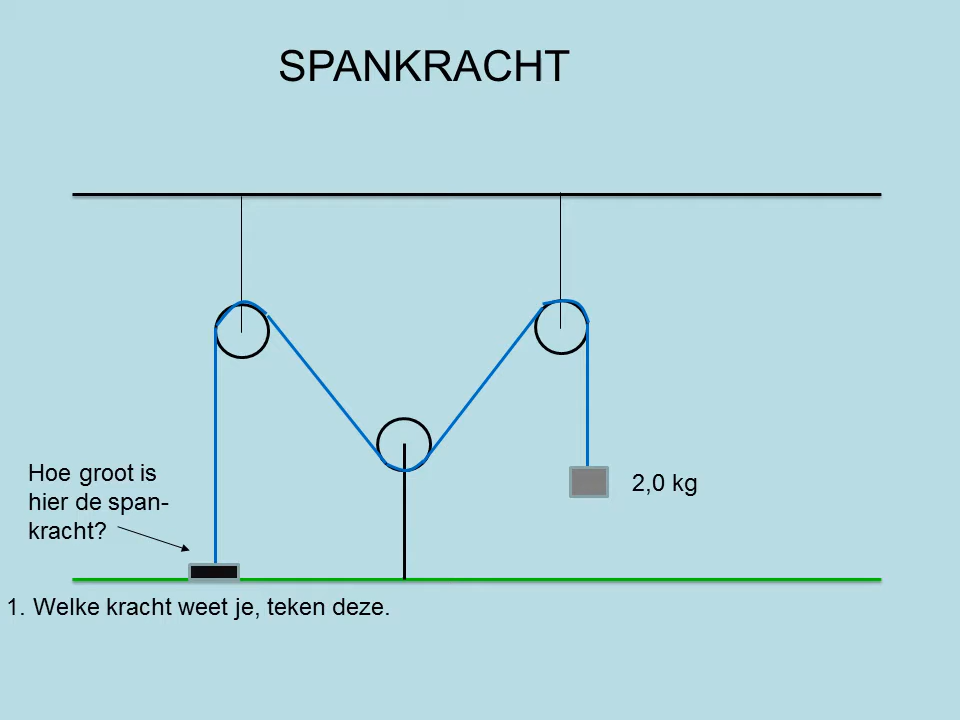 SPANKRACHT
Hoe groot is
hier de span-
kracht?
2,0 kg
1. Welke kracht weet je, teken deze.